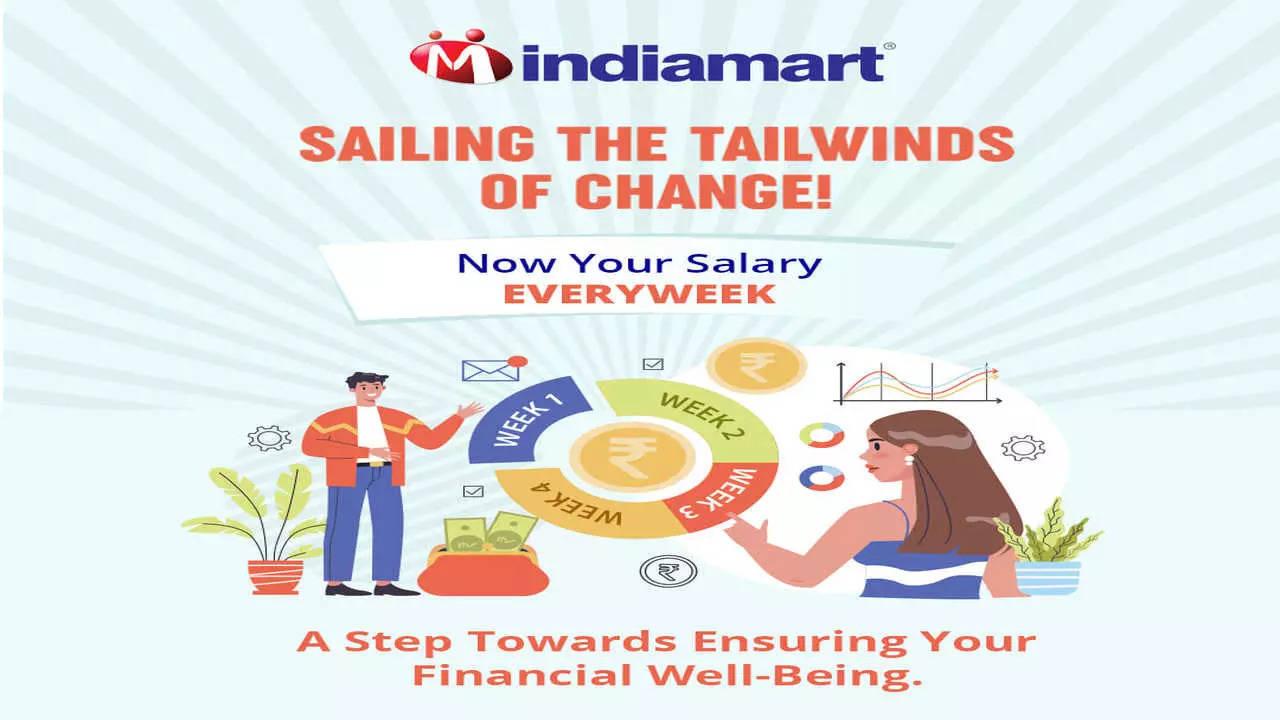 indiamart®
SAILING THE TAILWINDS
OF CHANGE!
Now Your Salary
EVERYWEEK
WEEK 1
WEEK 2
WEEK 3
WEEK 4
A Step Towards Ensuring Your
Financial Well-Being.